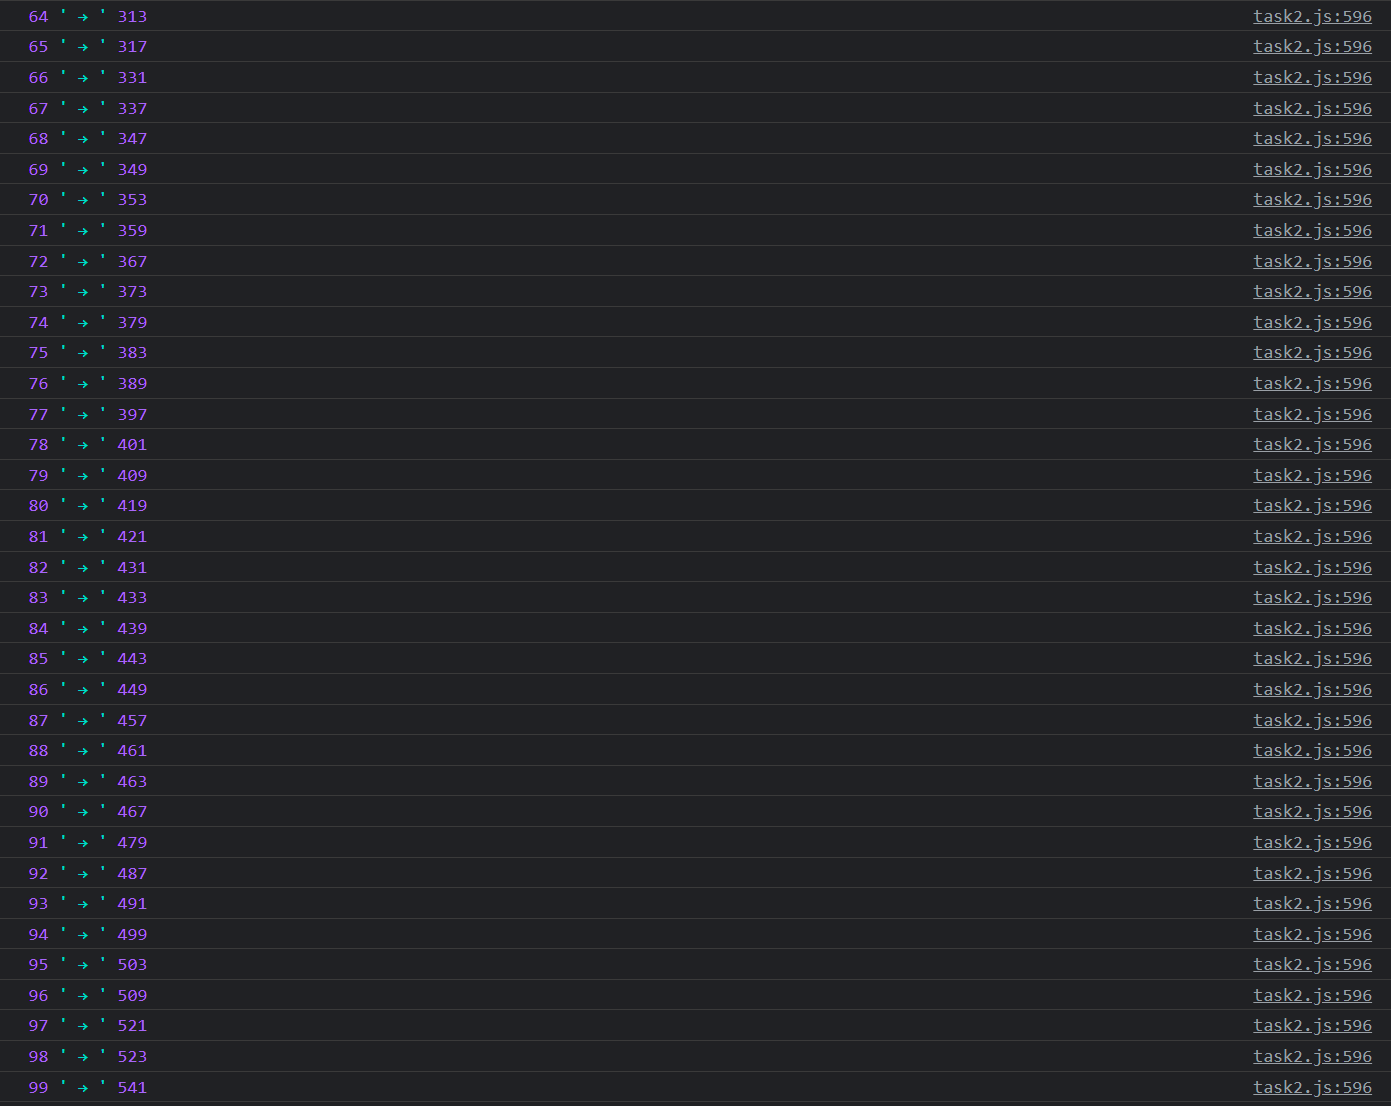 64 ' → ' 313 task2.js:596
65 ' → ' 317 task2.js:596
66 ' → ' 331 task2.js:596
67 ' → ' 337 task2.js:596
68 ' → ' 347 task2.js:596
69 ' → ' 349 task2.js:596
70 ' → ' 353 task2.js:596
71 ' → ' 359 task2.js:596
72 ' → ' 367 task2.js:596
73 ' → ' 373 task2.js:596
74 ' → ' 379 task2.js:596
75 ' → ' 383 task2.js:596
76 ' → ' 389 task2.js:596
77 ' → ' 397 task2.js:596
78 ' → ' 401 task2.js:596
79 ' → ' 409 task2.js:596
80 ' → ' 419 task2.js:596
81 ' → ' 421 task2.js:596
82 ' → ' 431 task2.js:596
83 ' → ' 433 task2.js:596
84 ' → ' 439 task2.js:596
85 ' → ' 443 task2.js:596
86 ' → ' 449 task2.js:596
87 ' → ' 457 task2.js:596
88 ' → ' 461 task2.js:596
89 ' → ' 463 task2.js:596
90 ' → ' 467 task2.js:596
91 ' → ' 479 task2.js:596
92 ' → ' 487 task2.js:596
93 ' → ' 491 task2.js:596
94 ' → ' 499 task2.js:596
95 ' → ' 503 task2.js:596
96 ' → ' 509 task2.js:596
97 ' → ' 521 task2.js:596
98 ' → ' 523 task2.js:596
99 ' → ' 541 task2.js:596